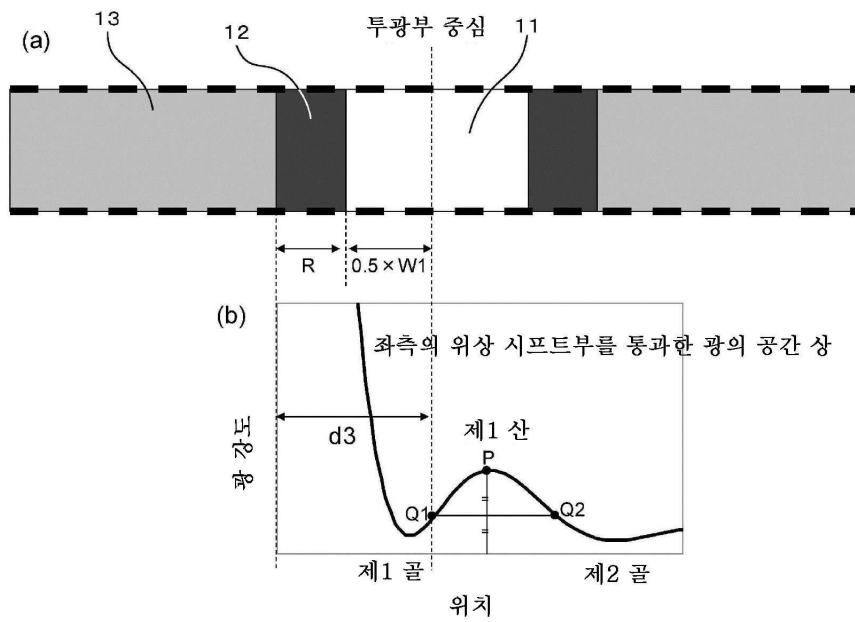 투광부 중심
(a)
13
12
11
R
0.5×W1
(b)
좌측의 위상 시프트부를 통과한 광의 공간 상
d3
제1 산
P
광 강도
Q1
Q2
=
=
제1 골
제2 골
위치